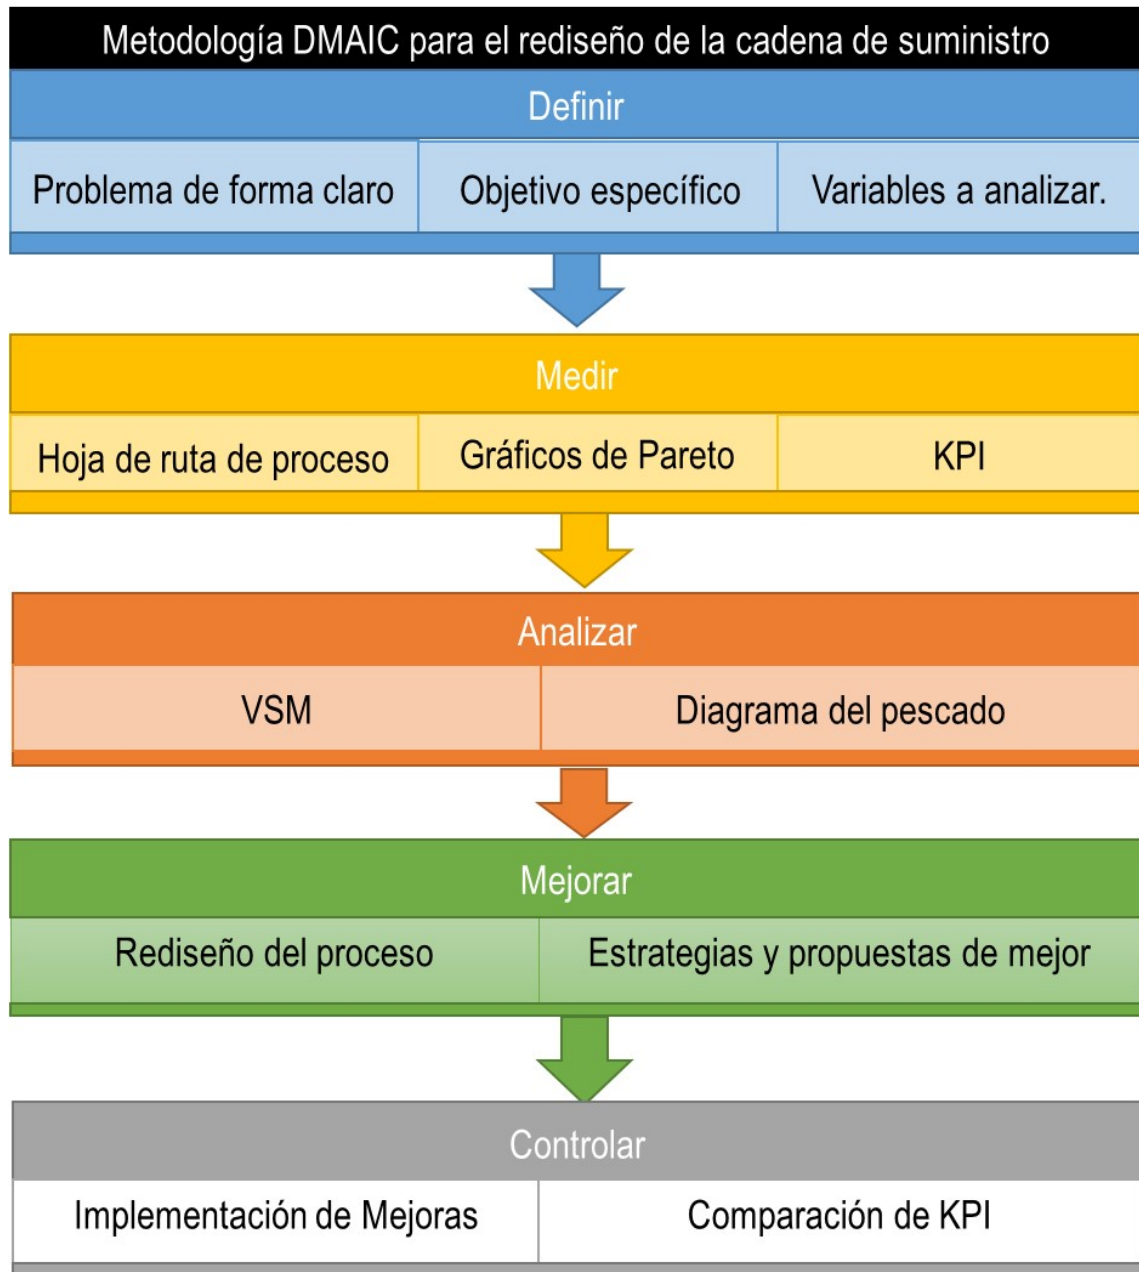 Metodología DMAIC para el rediseño de la cadena de suministro
Definir
Problema de forma claro
Objetivo específico
Variables a analizar.
Medir
Hoja de ruta de proceso
Gráficos de Pareto
KPI
Analizar
VSM
Diagrama del pescado
Mejorar
Rediseño del proceso
Estrategias y propuestas de mejor
Controlar
Implementación de Mejoras
Comparación de KPI